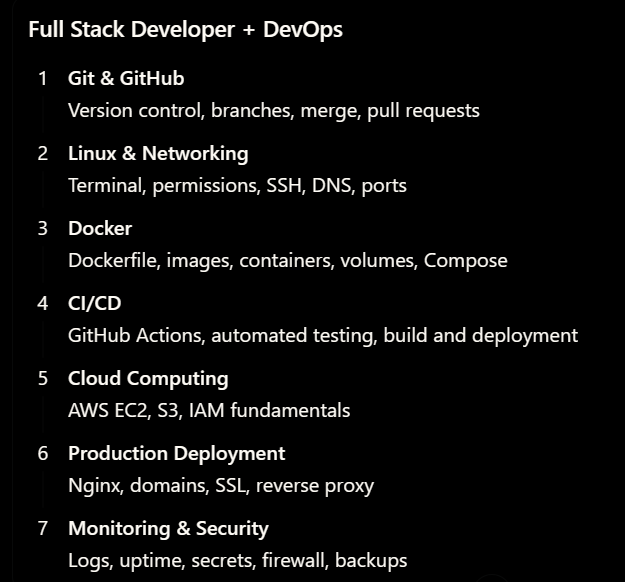 Full Stack Developer + DevOps
1 Git & GitHub
Version control, branches, merge, pull requests
2 Linux & Networking
Terminal, permissions, SSH, DNS, ports
3 Docker
Dockerfile, images, containers, volumes, Compose
4 CI/CD
GitHub Actions, automated testing, build and deployment
5 Cloud Computing
AWS EC2, S3, IAM fundamentals
6 Production Deployment
Nginx, domains, SSL, reverse proxy
7 Monitoring & Security
Logs, uptime, secrets, firewall, backups